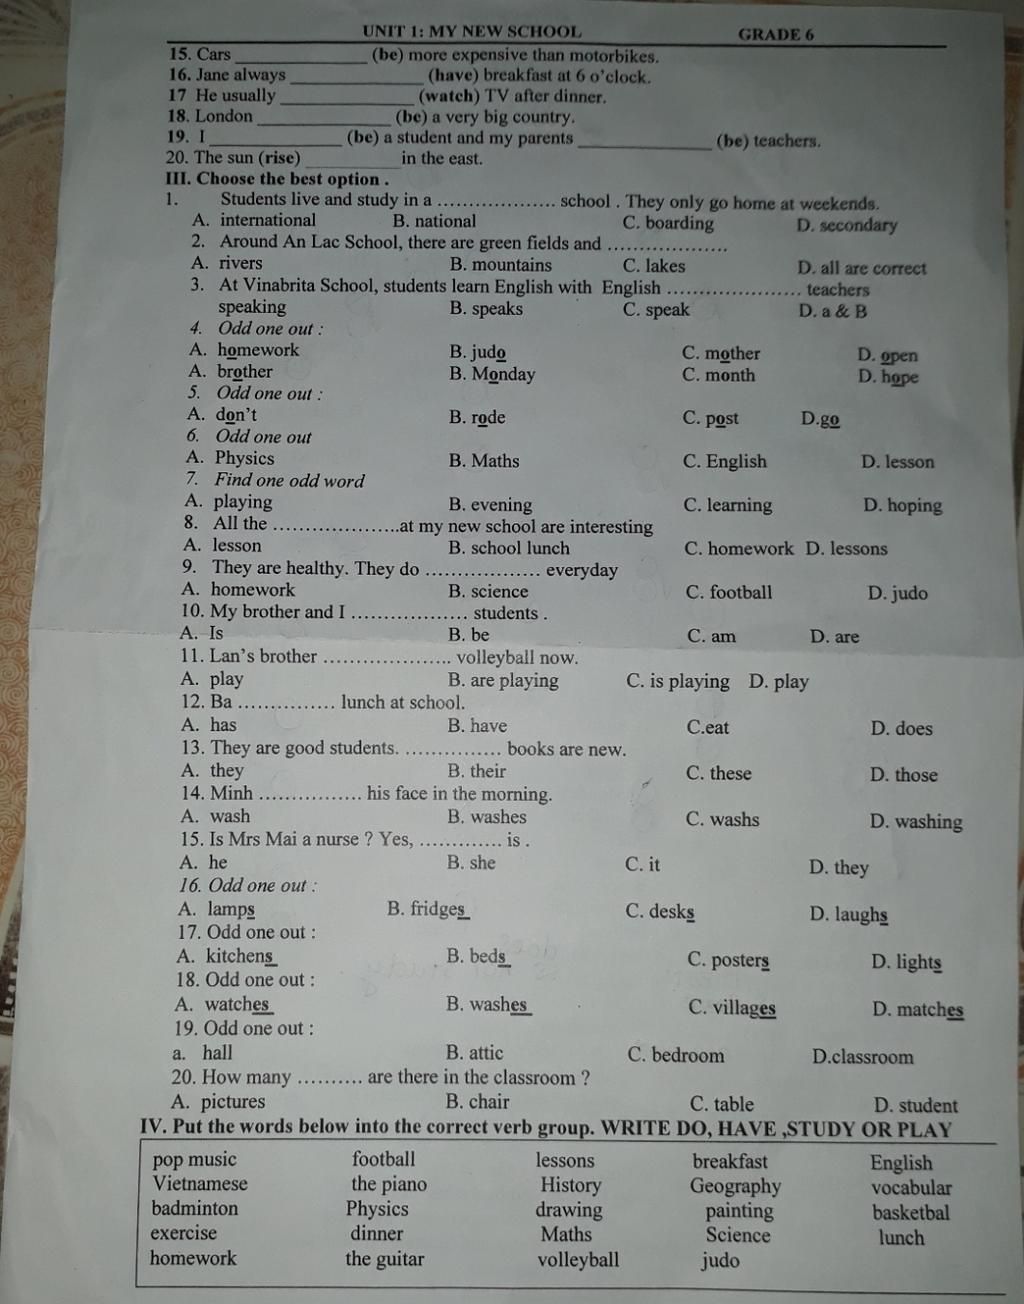 UNIT 1: MY NEW SCHOOL GRADE 6
15. Cars ____________ (be) more expensive than motorbikes.
16. Jane always ____________ (have) breakfast at 6 o'clock.
17 He usually ____________ (watch) TV after dinner.
18. London ____________ (be) a very big country.
19. I ____________ (be) a student and my parents ____________ (be) teachers.
20. The sun (rise) _________ in the east.
III. Choose the best option .
1. Students live and study in a ................... school . They only go home at weekends.
A. international B. national C. boarding D. secondary
2. Around An Lac School, there are green fields and ...................
A. rivers B. mountains C. lakes D. all are correct
3. At Vinabrita School, students learn English with English ..................... teachers
speaking B. speaks C. speak D. a & B
4. Odd one out :
A. homework B. judo C. mother D. open
A. brother B. Monday C. month D. hope
5. Odd one out :
A. don't B. rode C. post D.go
6. Odd one out
A. Physics B. Maths C. English D. lesson
7. Find one odd word
A. playing B. evening C. learning D. hoping
8. All the ....................at my new school are interesting
A. lesson B. school lunch C. homework D. lessons
9. They are healthy. They do .................. everyday
A. homework B. science C. football D. judo
10. My brother and I .................. students .
A. Is B. be C. am D. are
11. Lan's brother .................... volleyball now.
A. play B. are playing C. is playing D. play
12. Ba ............... lunch at school.
A. has B. have C.eat D. does
13. They are good students. ............... books are new.
A. they B. their C. these D. those
14. Minh ................ his face in the morning.
A. wash B. washes C. washs D. washing
15. Is Mrs Mai a nurse ? Yes, ............. is .
A. he B. she C. it D. they
16. Odd one out :
A. lamps B. fridges C. desks D. laughs
17. Odd one out :
A. kitchens B. beds C. posters D. lights
18. Odd one out :
A. watches B. washes C. villages D. matches
19. Odd one out :
a. hall B. attic C. bedroom D.classroom
20. How many .......... are there in the classroom ?
A. pictures B. chair C. table D. student
IV. Put the words below into the correct verb group. WRITE DO, HAVE ,STUDY OR PLAY
pop music football lessons breakfast English
Vietnamese the piano History Geography vocabular
badminton Physics drawing painting basketbal
exercise dinner Maths Science lunch
homework the guitar volleyball judo